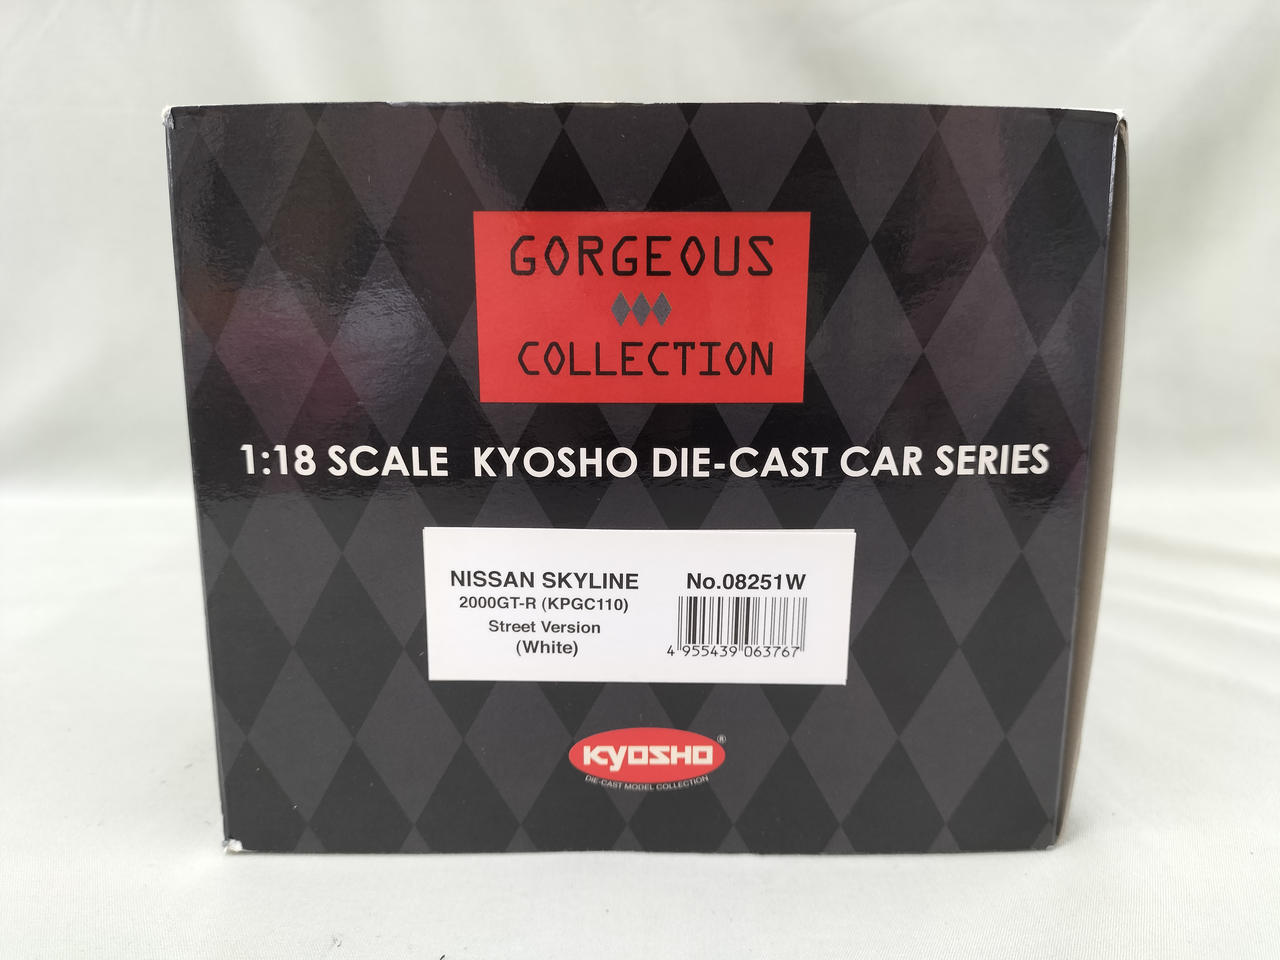 GORGEOUS
COLLECTION
1:18 SCALE KYOSHO DIE-CAST CAR SERIES
NISSAN SKYLINE
2000GT-R (KPGC110)
Street Version
(White)
No.08251W
4 955439 063767
KYOSHO ®
DIE-CAST MODEL COLLECTION